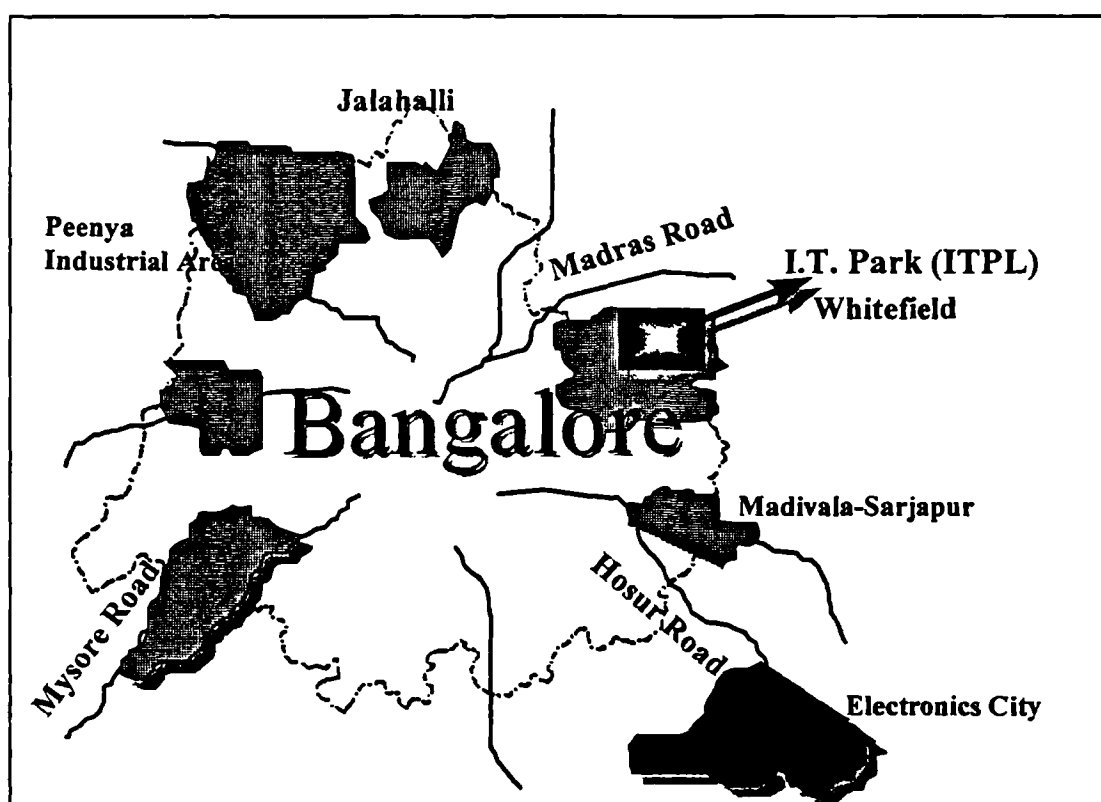 Jalahalli
Peenya
Industrial Area
Madras Road
I.T. Park (ITPL)
Whitefield
Bangalore
Madivala-Sarjapur
Hosur Road
Mysore Road
Electronics City